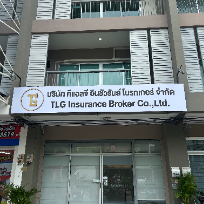 บริษัท ทีแอลจี อินชัวรันส์ โบรกเกอร์ จำกัด
TLG Insurance Broker Co.,Ltd.